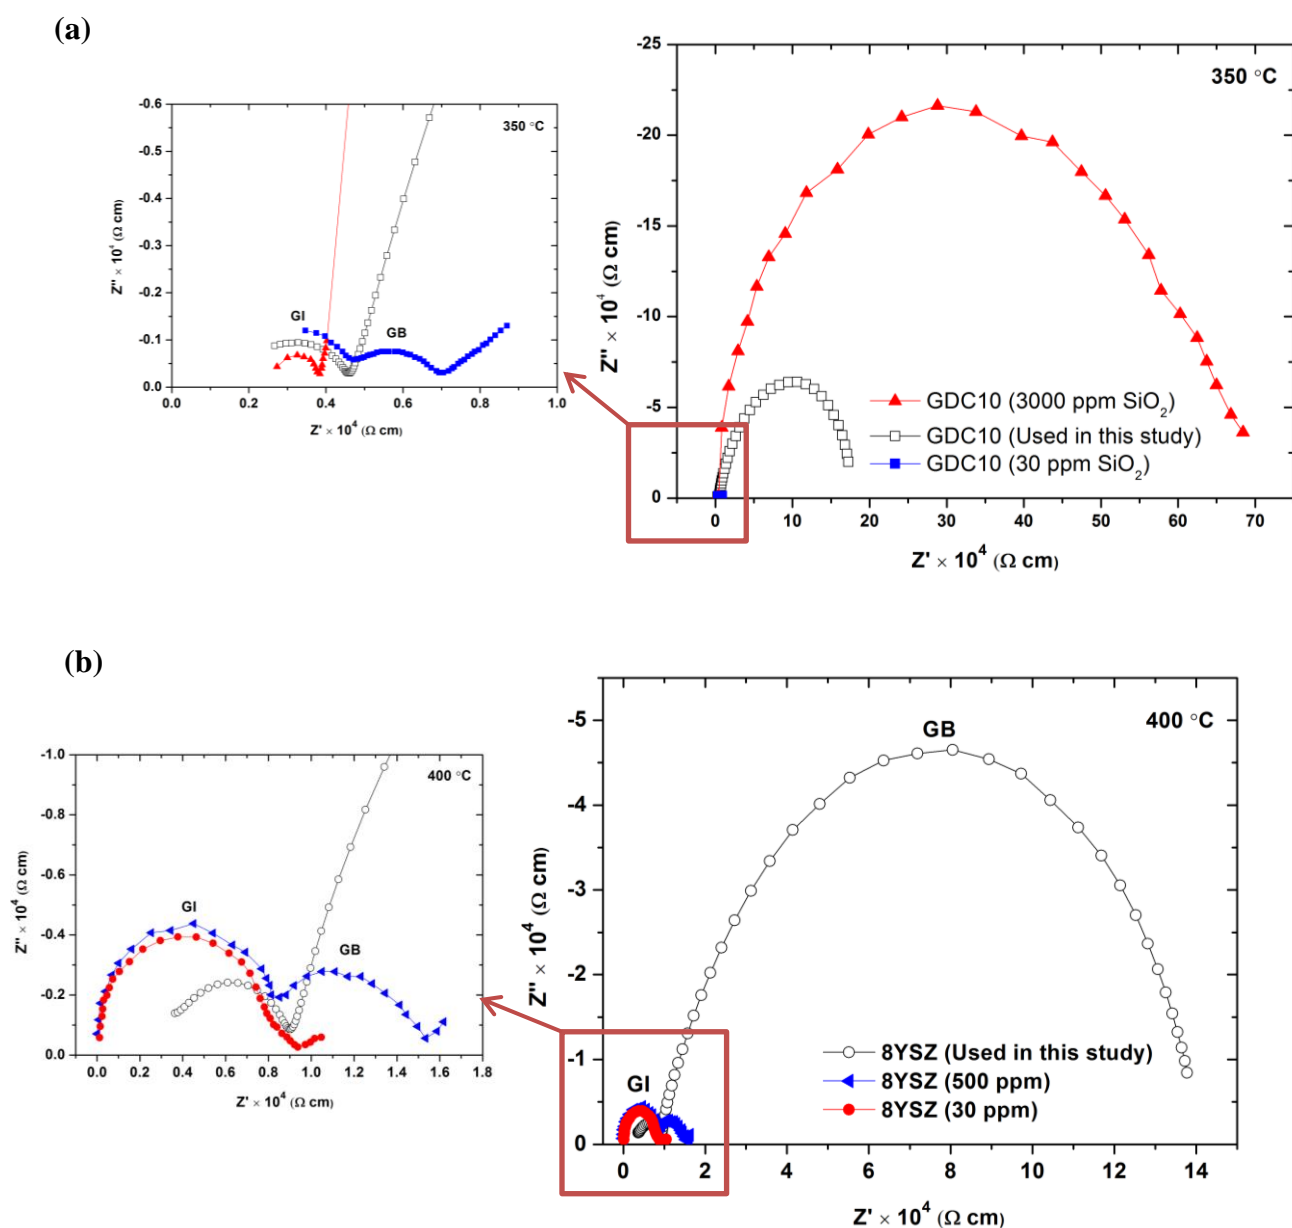 (a)
350 °C
-0.6
-0.5
-0.4
-0.3
-0.2
-0.1
0.0
Z'' × 10⁴ (Ω cm)
GI
GB
0.0 0.2 0.4 0.6 0.8 1.0
Z' × 10⁴ (Ω cm)
350 °C
-25
-20
-15
-10
-5
0
Z'' × 10⁴ (Ω cm)
GDC10 (3000 ppm SiO₂)
GDC10 (Used in this study)
GDC10 (30 ppm SiO₂)
0 10 20 30 40 50 60 70
Z' × 10⁴ (Ω cm)
(b)
400 °C
-1.0
-0.8
-0.6
-0.4
-0.2
0.0
Z'' × 10⁴ (Ω cm)
GI
GB
0.0 0.2 0.4 0.6 0.8 1.0 1.2 1.4 1.6 1.8
Z' × 10⁴ (Ω cm)
400 °C
GB
-5
-4
-3
-2
-1
0
Z'' × 10⁴ (Ω cm)
GI
8YSZ (Used in this study)
8YSZ (500 ppm)
8YSZ (30 ppm)
0 2 4 6 8 10 12 14
Z' × 10⁴ (Ω cm)